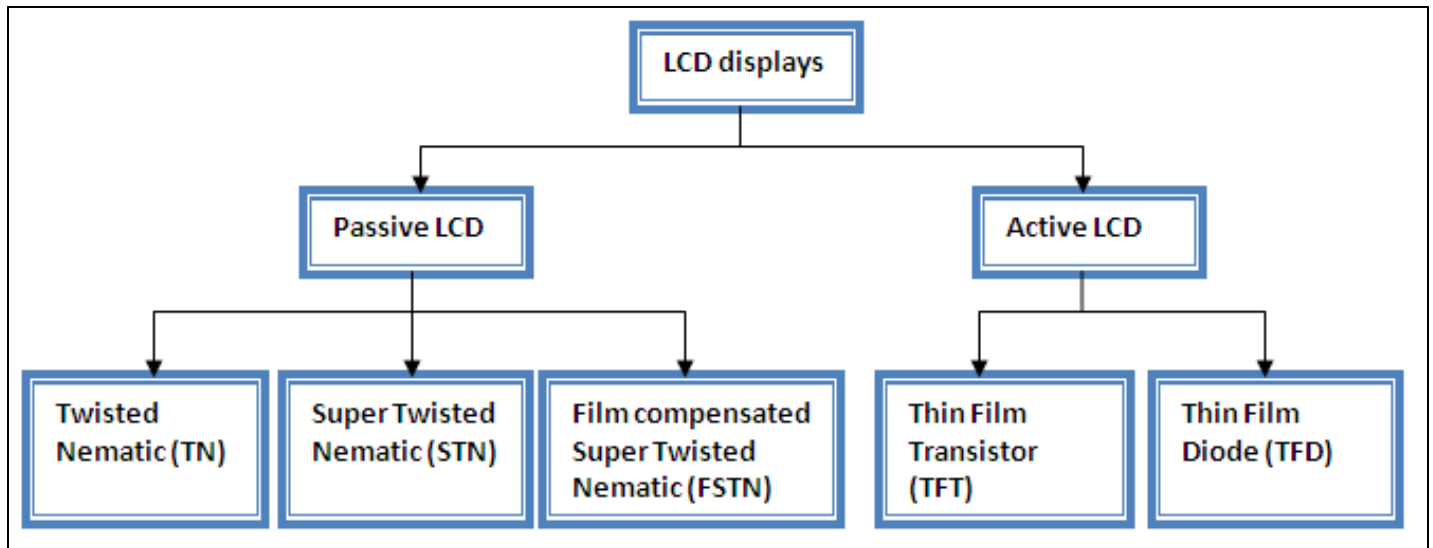 LCD displays
Passive LCD
Active LCD
Twisted
Nematic (TN)
Super Twisted
Nematic (STN)
Film compensated
Super Twisted
Nematic (FSTN)
Thin Film
Transistor
(TFT)
Thin Film
Diode (TFD)